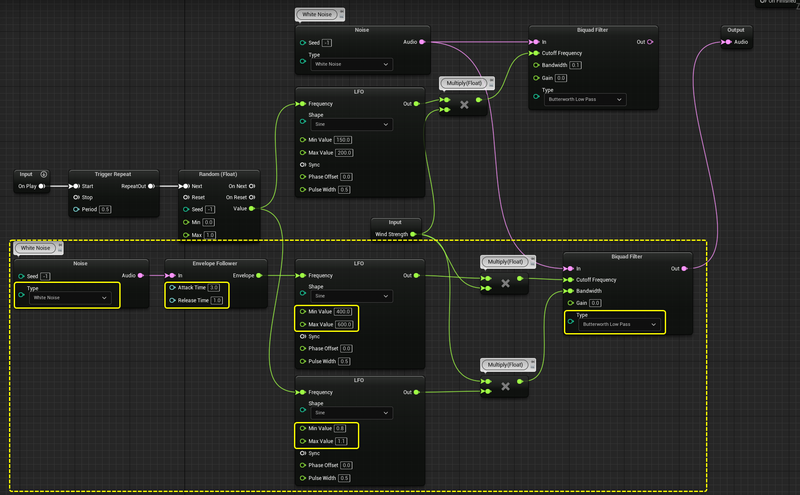 On Finished
White Noise
Noise
Seed -1
Audio
Type
White Noise
Biquad Filter
In
Out
Cutoff Frequency
Bandwidth 0.1
Gain 0.0
Type
Butterworth Low Pass
Output
Audio
Multiply(Float)
LFO
Frequency
Out
Shape
Sine
Min Value 150.0
Max Value 200.0
Sync
Phase Offset 0.0
Pulse Width 0.5
Input
On Play
Trigger Repeat
Start
RepeatOut
Stop
Period 0.5
Random (Float)
Next
On Next
Reset
On Reset
Seed -1
Value
Min 0.0
Max 1.0
Input
Wind Strength
White Noise
Noise
Seed -1
Audio
Type
White Noise
Envelope Follower
In
Envelope
Attack Time 3.0
Release Time 1.0
LFO
Frequency
Out
Shape
Sine
Min Value 400.0
Max Value 600.0
Sync
Phase Offset 0.0
Pulse Width 0.5
Multiply(Float)
Biquad Filter
In
Out
Cutoff Frequency
Bandwidth
Gain 0.0
Type
Butterworth Low Pass
LFO
Frequency
Out
Shape
Sine
Min Value 0.8
Max Value 1.1
Sync
Phase Offset 0.0
Pulse Width 0.5
Multiply(Float)